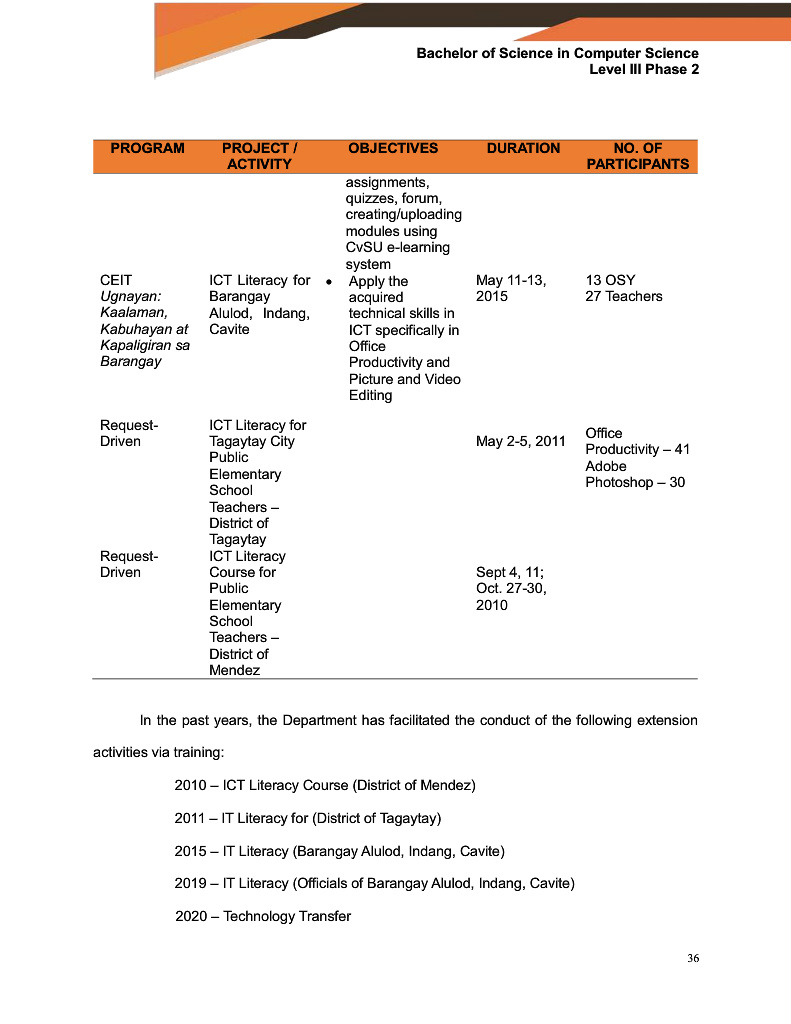 Bachelor of Science in Computer Science
Level III Phase 2
PROGRAM PROJECT / OBJECTIVES DURATION NO. OF
ACTIVITY PARTICIPANTS
assignments,
quizzes, forum,
creating/uploading
modules using
CvSU e-learning
system
CEIT
Ugnayan:
Kaalaman,
Kabuhayan at
Kapaligiran sa
Barangay
ICT Literacy for
Barangay
Alulod, Indang,
Cavite
• Apply the
acquired
technical skills in
ICT specifically in
Office
Productivity and
Picture and Video
Editing
May 11-13,
2015
13 OSY
27 Teachers
Request-
Driven
ICT Literacy for
Tagaytay City
Public
Elementary
School
Teachers –
District of
Tagaytay
May 2-5, 2011
Office
Productivity – 41
Adobe
Photoshop – 30
Request-
Driven
ICT Literacy
Course for
Public
Elementary
School
Teachers –
District of
Mendez
Sept 4, 11;
Oct. 27-30,
2010
In the past years, the Department has facilitated the conduct of the following extension
activities via training:
2010 – ICT Literacy Course (District of Mendez)
2011 – IT Literacy for (District of Tagaytay)
2015 – IT Literacy (Barangay Alulod, Indang, Cavite)
2019 – IT Literacy (Officials of Barangay Alulod, Indang, Cavite)
2020 – Technology Transfer
36